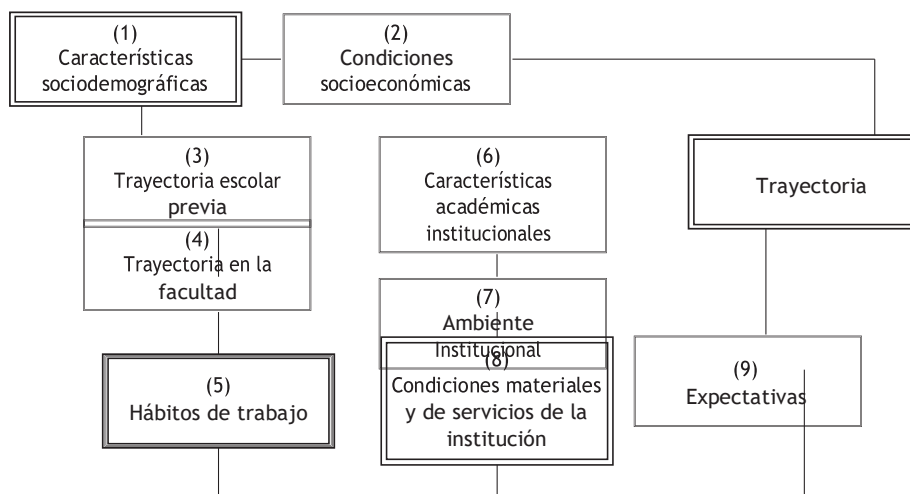 (1)
Características
sociodemográficas
(2)
Condiciones
socioeconómicas
(3)
Trayectoria escolar
previa
(4)
Trayectoria en la
facultad
(5)
Hábitos de trabajo
(6)
Características
académicas
institucionales
(7)
Ambiente
Institucional
(8)
Condiciones materiales
y de servicios de la
institución
Trayectoria
(9)
Expectativas